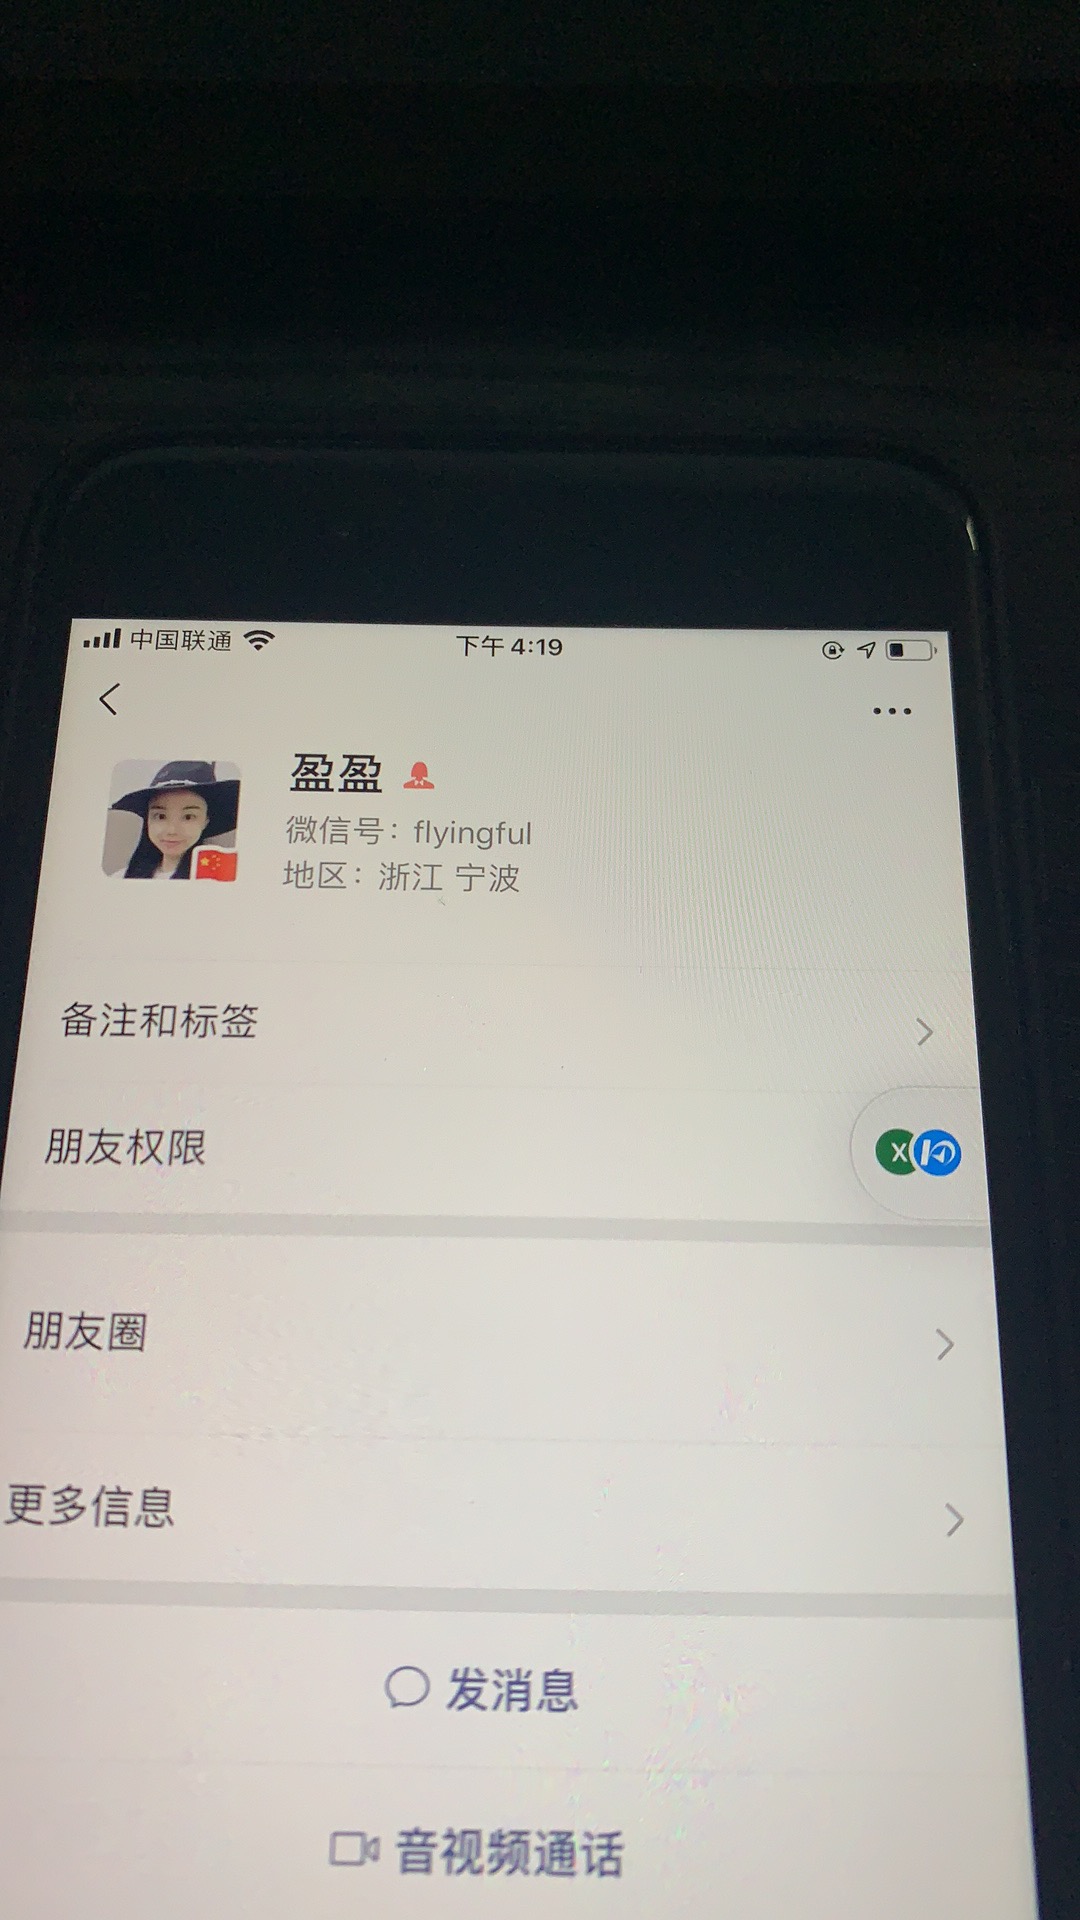 中国联通
下午4:19
盈盈
微信号：flyingful
地区：浙江 宁波
备注和标签
朋友权限
X
朋友圈
更多信息
发消息
音视频通话